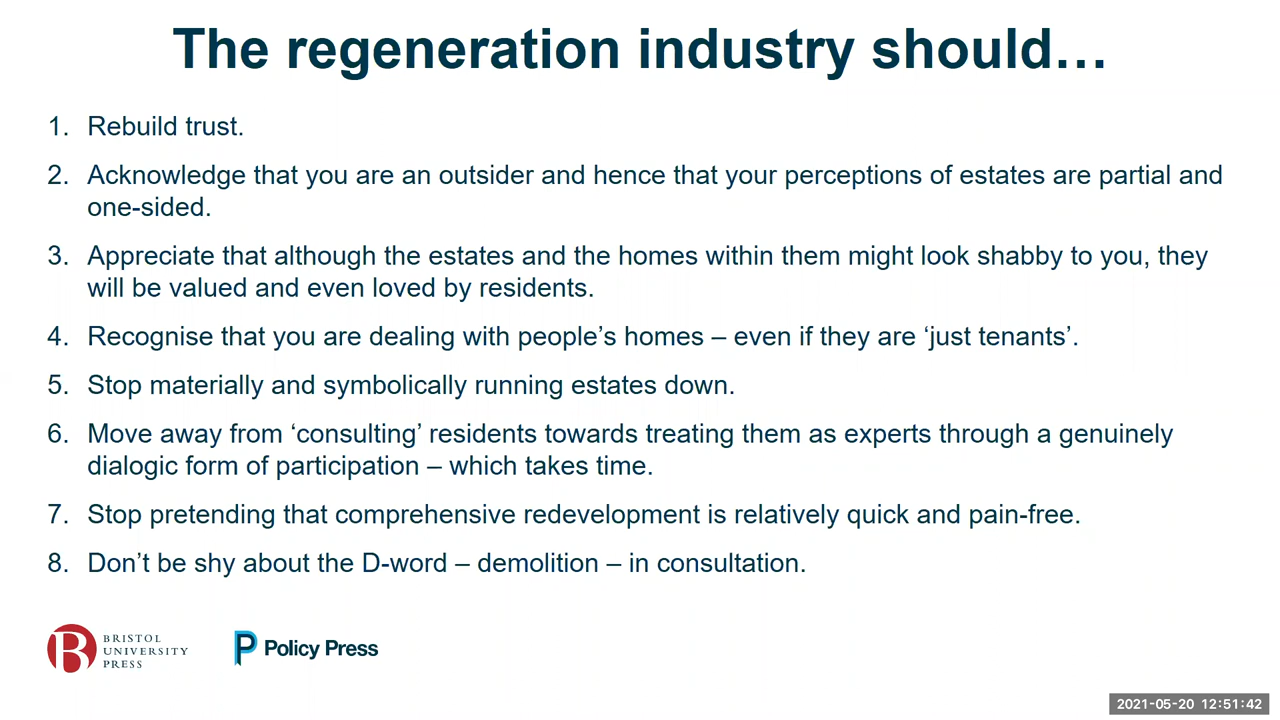 The regeneration industry should…
1. Rebuild trust.
2. Acknowledge that you are an outsider and hence that your perceptions of estates are partial and
one-sided.
3. Appreciate that although the estates and the homes within them might look shabby to you, they
will be valued and even loved by residents.
4. Recognise that you are dealing with people’s homes – even if they are ‘just tenants’.
5. Stop materially and symbolically running estates down.
6. Move away from ‘consulting’ residents towards treating them as experts through a genuinely
dialogic form of participation – which takes time.
7. Stop pretending that comprehensive redevelopment is relatively quick and pain-free.
8. Don’t be shy about the D-word – demolition – in consultation.
BRISTOL
UNIVERSITY
PRESS
Policy Press
2021-05-20 12:51:42